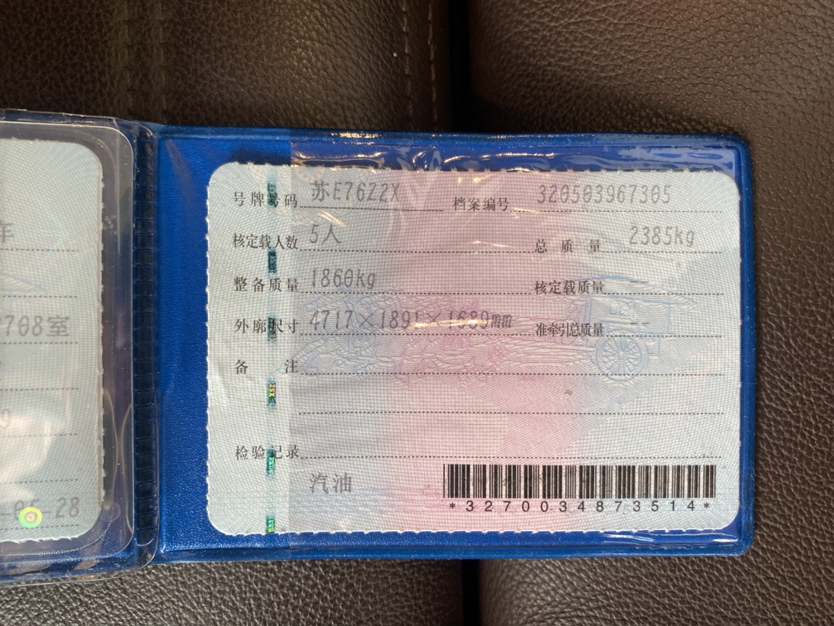 车
708室
05-28
号牌号码 苏E76Z2X 档案编号 320503967305
核定载人数 5人 总质量 2385kg
整备质量 1860kg 核定载质量 --
外廓尺寸 4717×1891×1689mm 准牵引总质量 --
备注
检验记录
汽油
*3270034873514*